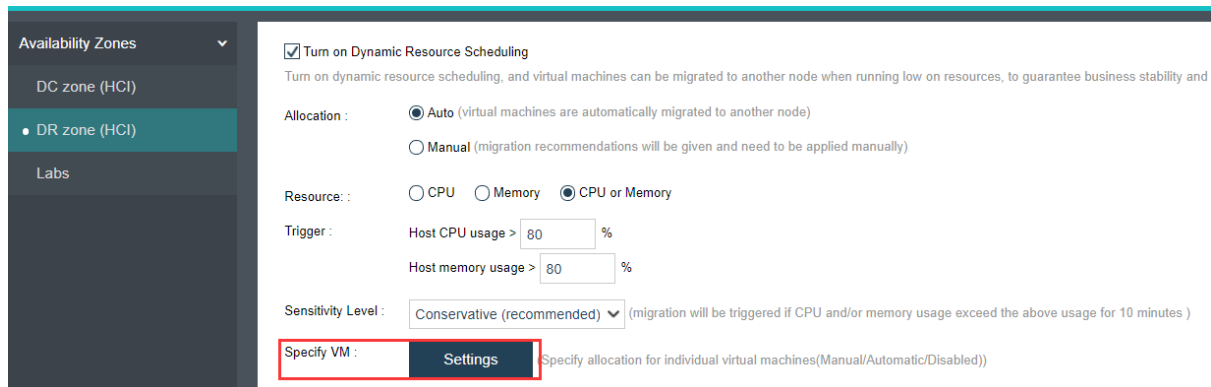 Availability Zones
DC zone (HCI)
DR zone (HCI)
Labs
Turn on Dynamic Resource Scheduling
Turn on dynamic resource scheduling, and virtual machines can be migrated to another node when running low on resources, to guarantee business stability and
Allocation : Auto (virtual machines are automatically migrated to another node)
Manual (migration recommendations will be given and need to be applied manually)
Resource: : CPU Memory CPU or Memory
Trigger : Host CPU usage > 80 %
Host memory usage > 80 %
Sensitivity Level : Conservative (recommended) (migration will be triggered if CPU and/or memory usage exceed the above usage for 10 minutes )
Specify VM : Settings (Specify allocation for individual virtual machines(Manual/Automatic/Disabled))